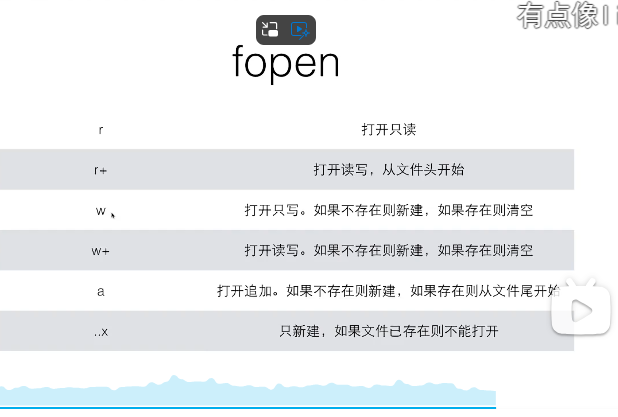 有点像li
fopen
r 打开只读
r+ 打开读写，从文件头开始
w 打开只写。如果不存在则新建，如果存在则清空
w+ 打开读写。如果不存在则新建，如果存在则清空
a 打开追加。如果不存在则新建，如果存在则从文件尾开始
..x 只新建，如果文件已存在则不能打开